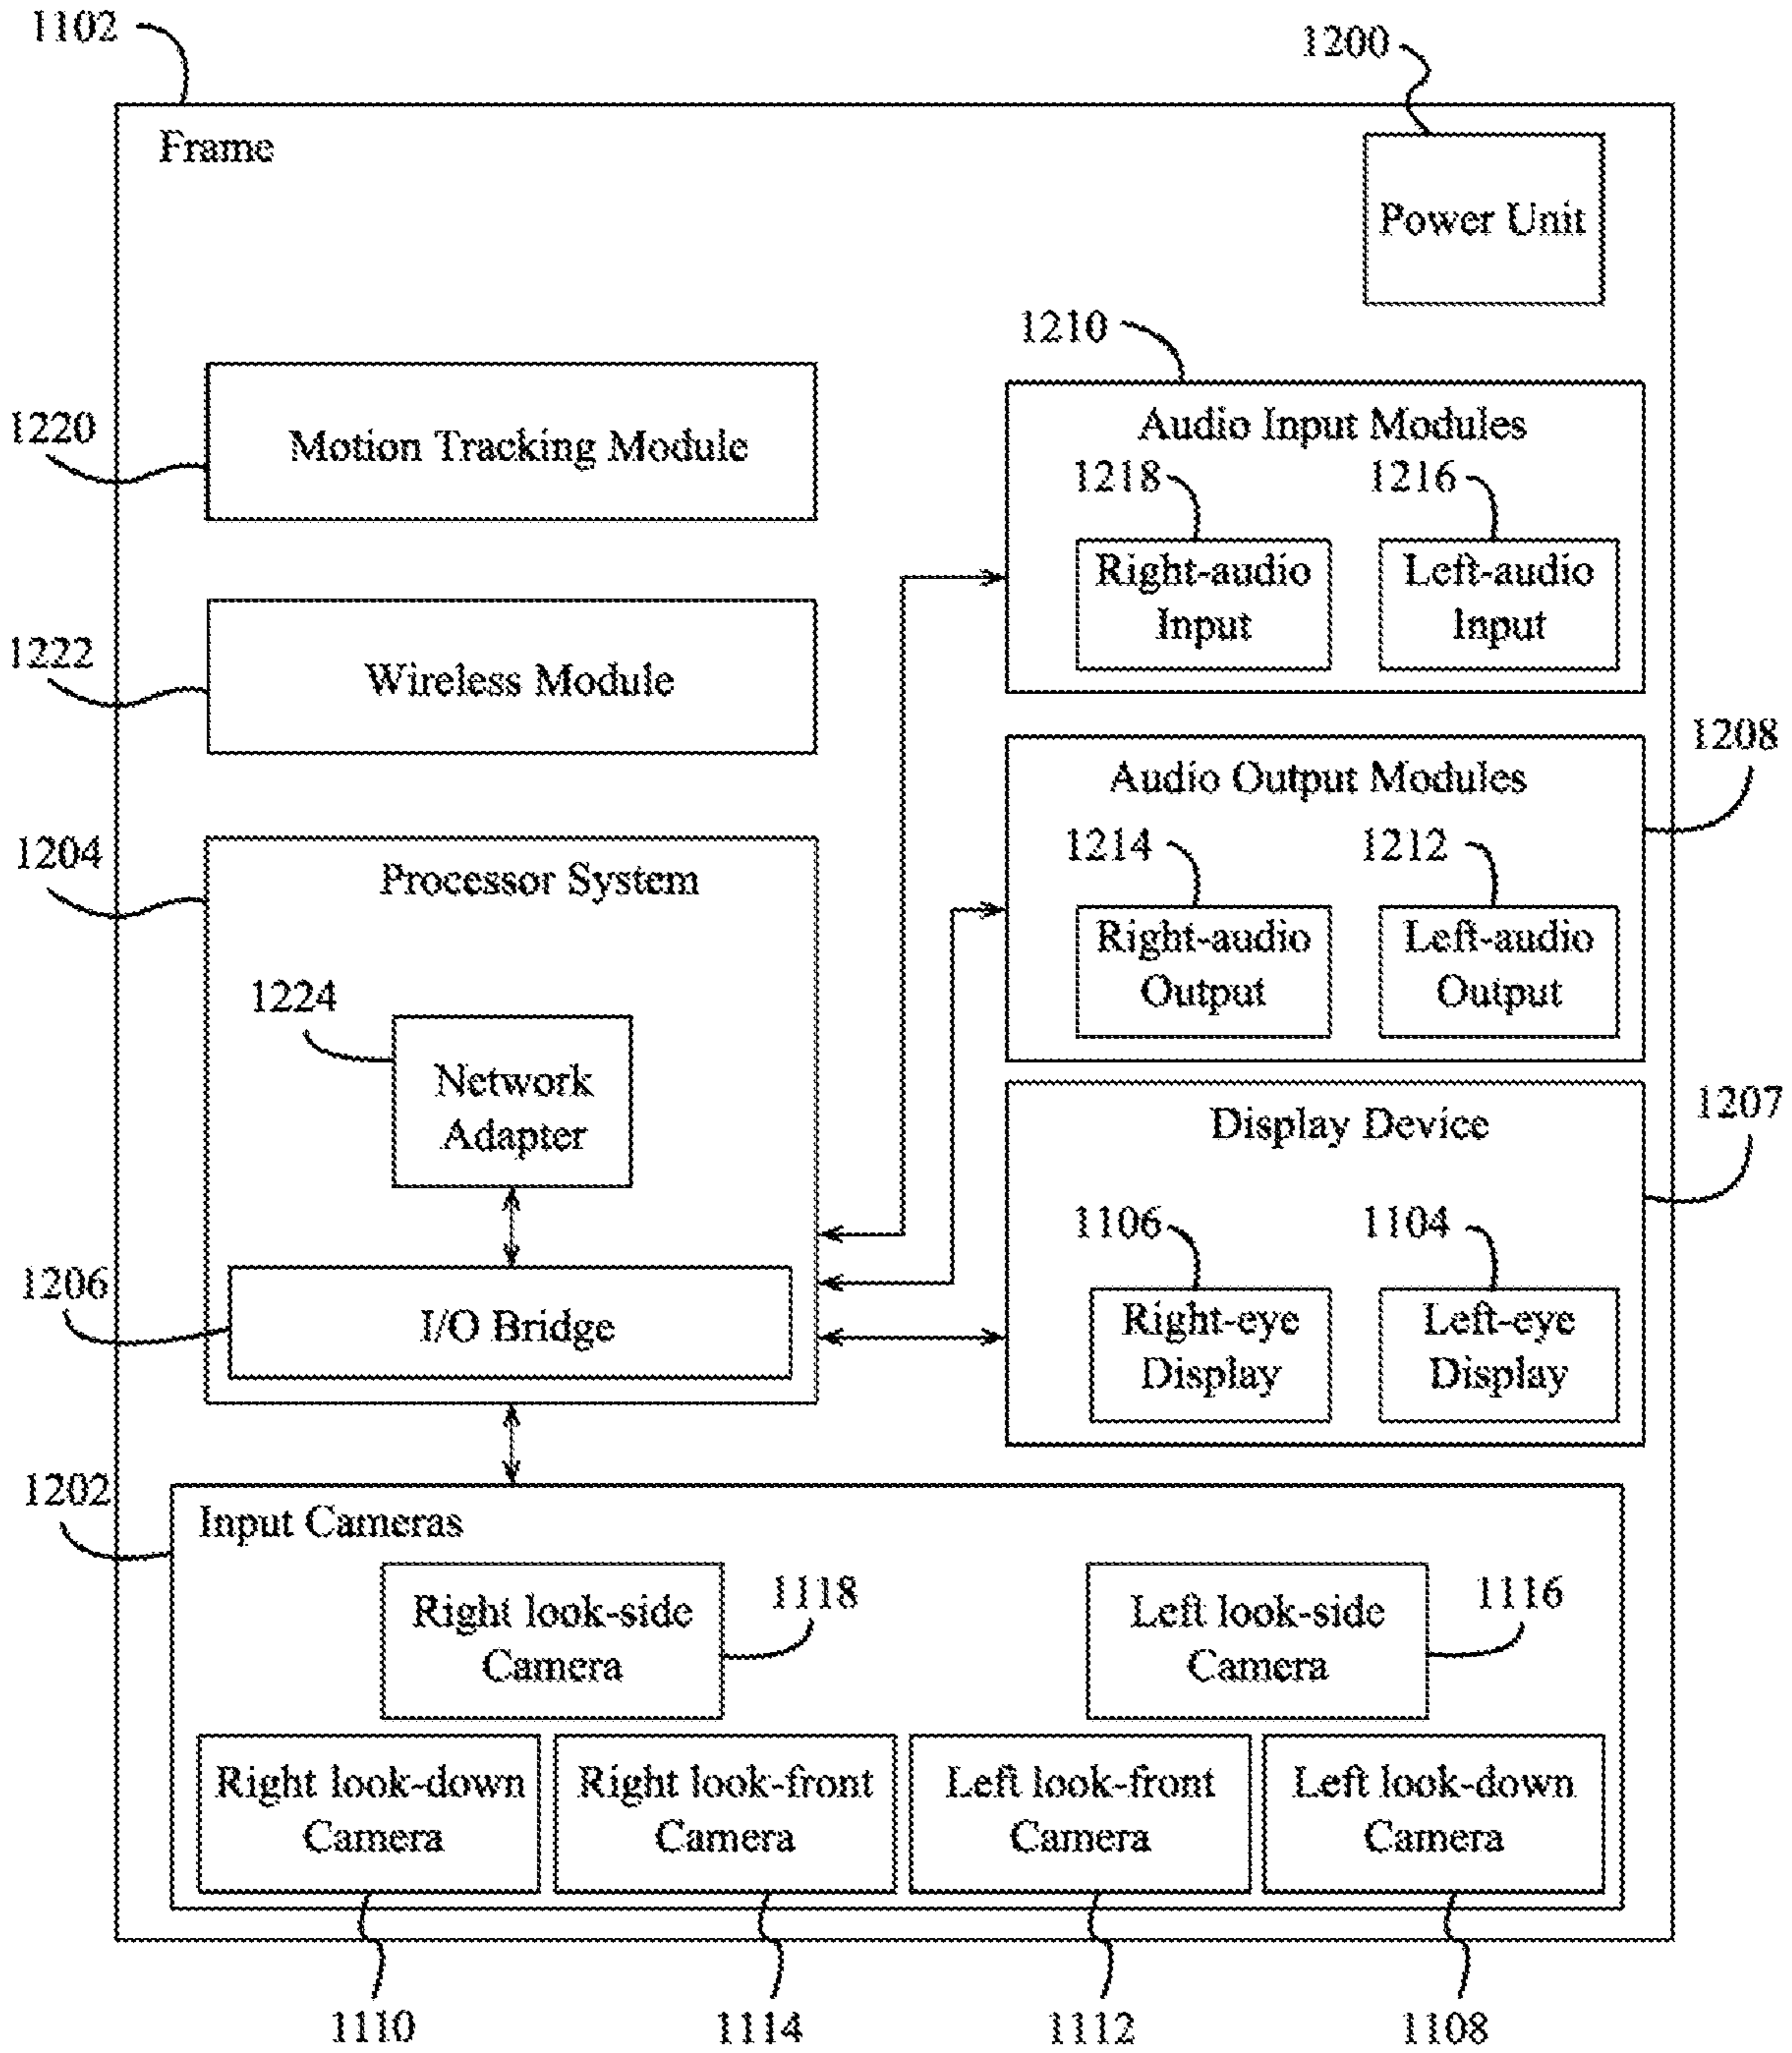 1102
1200
Frame
Power Unit
1210
1220
Motion Tracking Module
Audio Input Modules
1218
1216
Right-audio
Input
Left-audio
Input
1222
Wireless Module
1208
Audio Output Modules
1214
1212
Right-audio
Output
Left-audio
Output
1204
Processor System
1224
Network
Adapter
1207
Display Device
1106
1104
Right-eye
Display
Left-eye
Display
1206
I/O Bridge
1202
Input Cameras
Right look-side
Camera
1118
Left look-side
Camera
1116
Right look-down
Camera
Right look-front
Camera
Left look-front
Camera
Left look-down
Camera
1110
1114
1112
1108